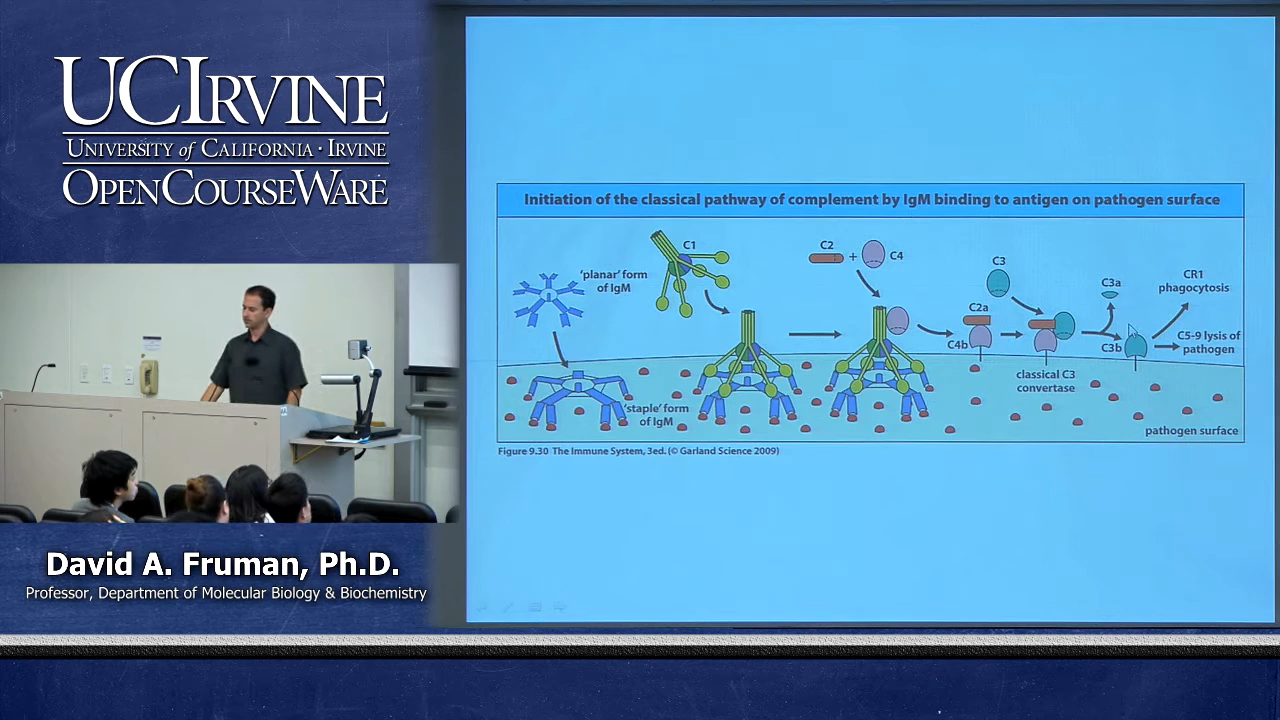 UCIRVINE
UNIVERSITY of CALIFORNIA · IRVINE
OPENCOURSEWARE
David A. Fruman, Ph.D.
Professor, Department of Molecular Biology & Biochemistry
Initiation of the classical pathway of complement by IgM binding to antigen on pathogen surface
'planar' form
of IgM
C1
C2
+
C4
C3
C3a
CR1
phagocytosis
C2a
C4b
C3b
C5-9 lysis of
pathogen
classical C3
convertase
'staple' form
of IgM
pathogen surface
Figure 9.30 The Immune System, 3ed. (© Garland Science 2009)